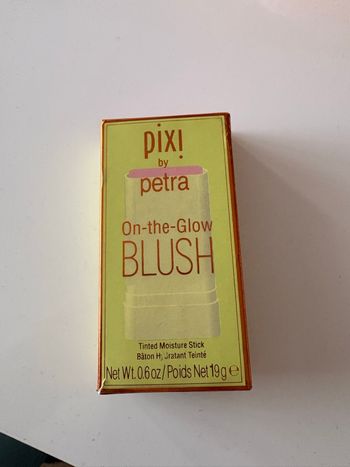 pixi
by
petra
On-the-Glow
BLUSH
Tinted Moisture Stick
Bâton Hydratant Teinté
Net Wt. 0.6 oz / Poids Net 19 g e